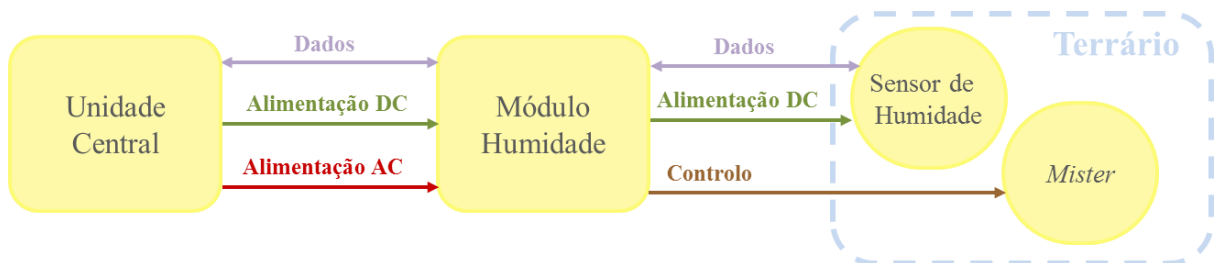 Dados
Dados
Terrário
Unidade
Central
Alimentação DC
Módulo
Humidade
Alimentação DC
Sensor de
Humidade
Alimentação AC
Controlo
Mister